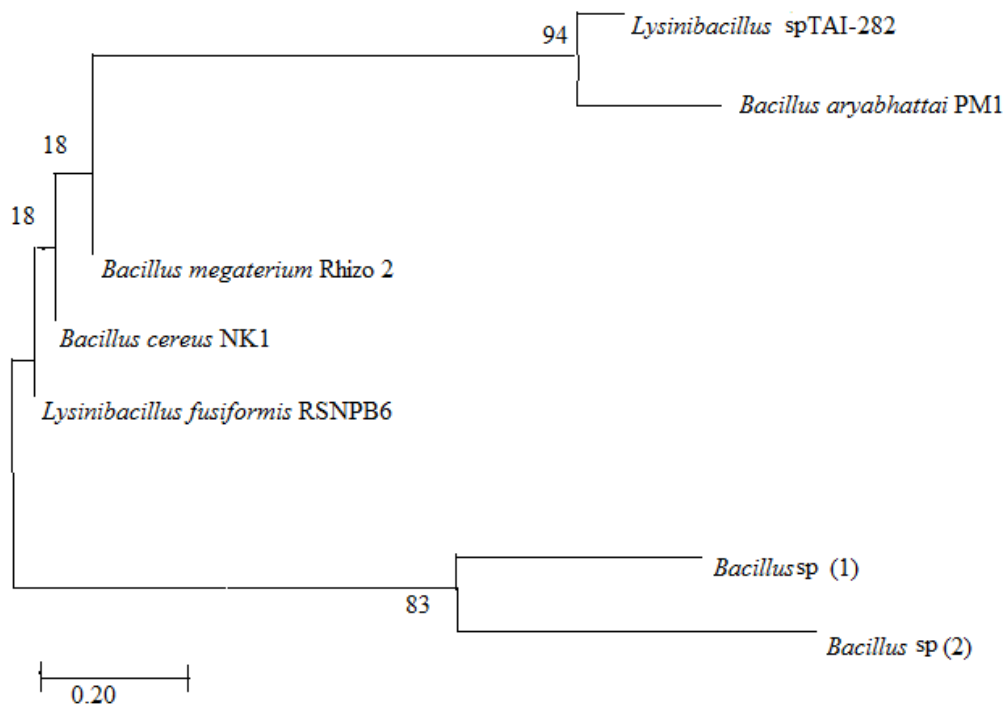 94
Lysinibacillus spTAI-282
Bacillus aryabhattai PM1
18
18
Bacillus megaterium Rhizo 2
Bacillus cereus NK1
Lysinibacillus fusiformis RSNPB6
Bacillus sp (1)
83
Bacillus sp (2)
0.20